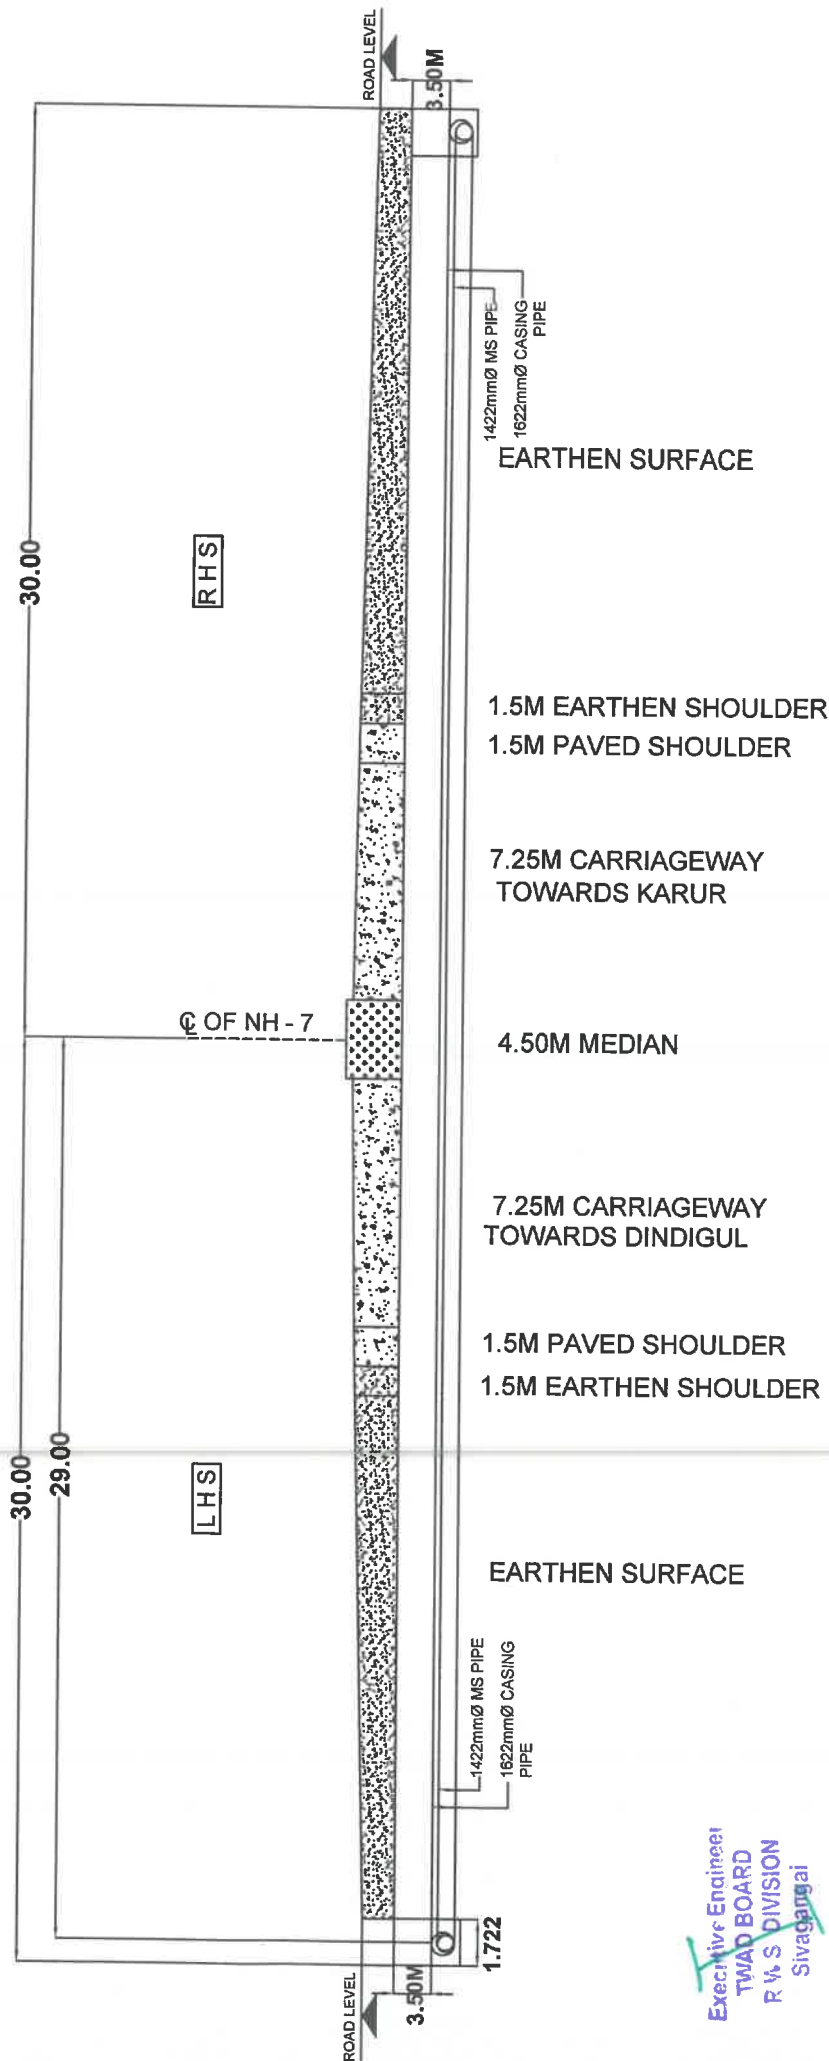 ROAD LEVEL
3.50M
30.00
1422mmØ MS PIPE
1622mmØ CASING
PIPE
EARTHEN SURFACE
RHS
1.5M EARTHEN SHOULDER
1.5M PAVED SHOULDER
7.25M CARRIAGEWAY
TOWARDS KARUR
℄ OF NH - 7
4.50M MEDIAN
7.25M CARRIAGEWAY
TOWARDS DINDIGUL
1.5M PAVED SHOULDER
1.5M EARTHEN SHOULDER
30.00
29.00
LHS
EARTHEN SURFACE
1422mmØ MS PIPE
1622mmØ CASING
PIPE
1.722
3.50M
ROAD LEVEL
Executive Engineer
TWAD BOARD
R W S DIVISION
Sivagangai